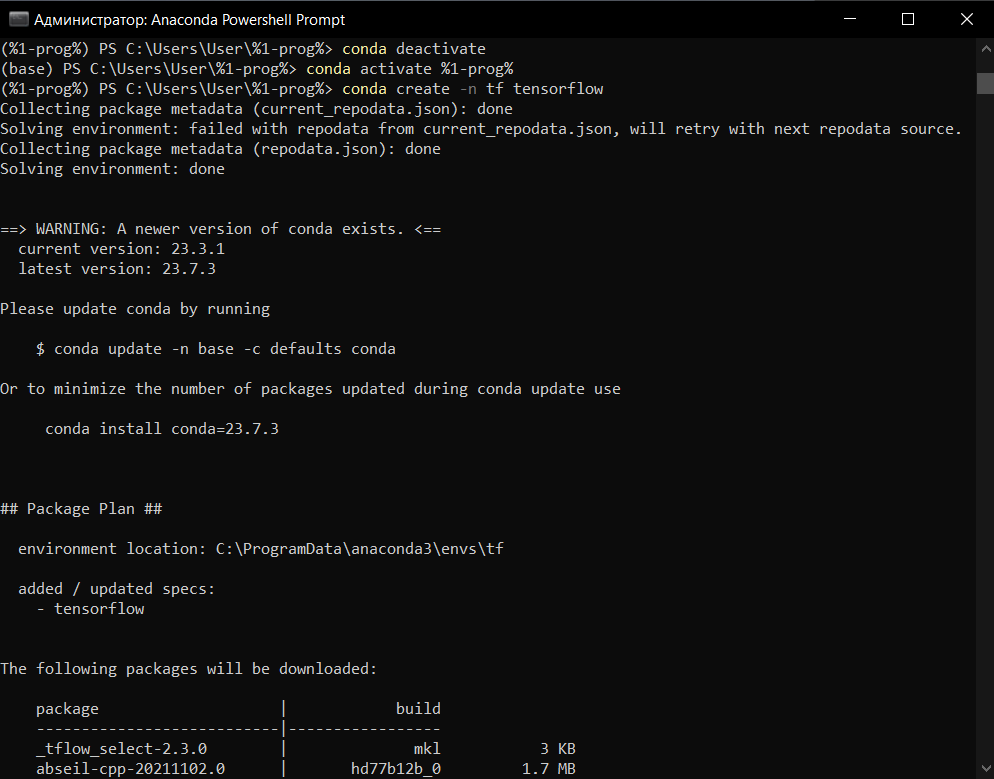 Администратор: Anaconda Powershell Prompt
(%1-prog%) PS C:\Users\User\%1-prog%> conda deactivate
(base) PS C:\Users\User\%1-prog%> conda activate %1-prog%
(%1-prog%) PS C:\Users\User\%1-prog%> conda create -n tf tensorflow
Collecting package metadata (current_repodata.json): done
Solving environment: failed with repodata from current_repodata.json, will retry with next repodata source.
Collecting package metadata (repodata.json): done
Solving environment: done
==> WARNING: A newer version of conda exists. <==
  current version: 23.3.1
  latest version: 23.7.3
Please update conda by running
    $ conda update -n base -c defaults conda
Or to minimize the number of packages updated during conda update use
     conda install conda=23.7.3
## Package Plan ##
  environment location: C:\ProgramData\anaconda3\envs\tf
  added / updated specs:
    - tensorflow
The following packages will be downloaded:
    package                    |            build
    ---------------------------|-----------------
    _tflow_select-2.3.0        |              mkl           3 KB
    abseil-cpp-20211102.0      |       hd77b12b_0         1.7 MB